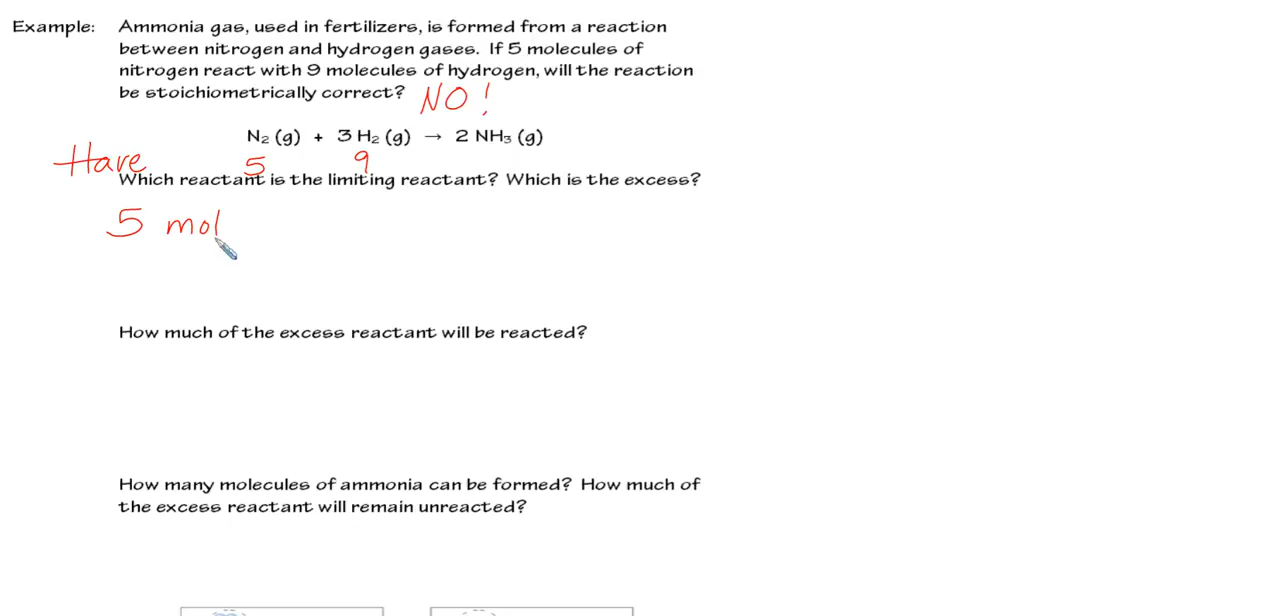 Example: Ammonia gas, used in fertilizers, is formed from a reaction
between nitrogen and hydrogen gases. If 5 molecules of
nitrogen react with 9 molecules of hydrogen, will the reaction
be stoichiometrically correct? NO!
N₂ (g) + 3 H₂ (g) → 2 NH₃ (g)
Have 5 9
Which reactant is the limiting reactant? Which is the excess?
5 mol
How much of the excess reactant will be reacted?
How many molecules of ammonia can be formed? How much of
the excess reactant will remain unreacted?